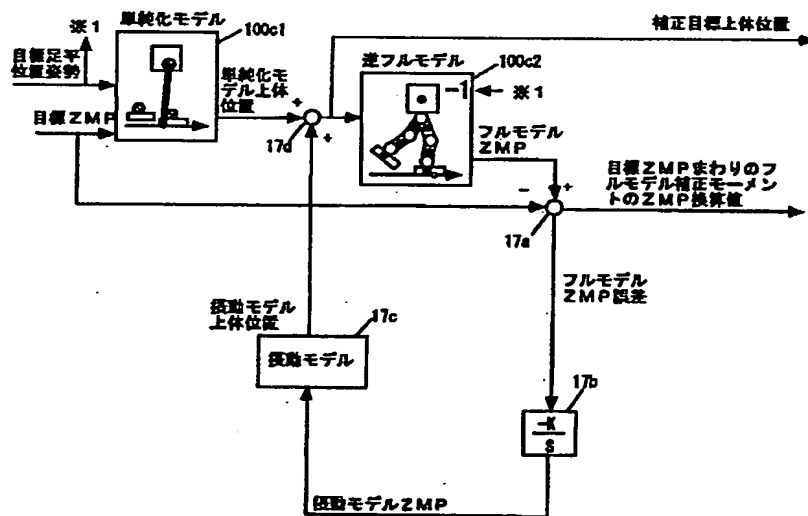 単純化モデル
※1
100c1
目標足平
位置姿勢
目標ZMP
単純化モ
デル上体
位置
+
+
17d
補正目標上体位置
逆フルモデル
100c2
-1
※1
フルモデル
ZMP
-
+
17a
目標ZMPまわりのフ
ルモデル補正モーメン
トのZMP換算値
フルモデル
ZMP誤差
摂動モデル
上体位置
17c
摂動モデル
17b
-K
S
摂動モデルZMP